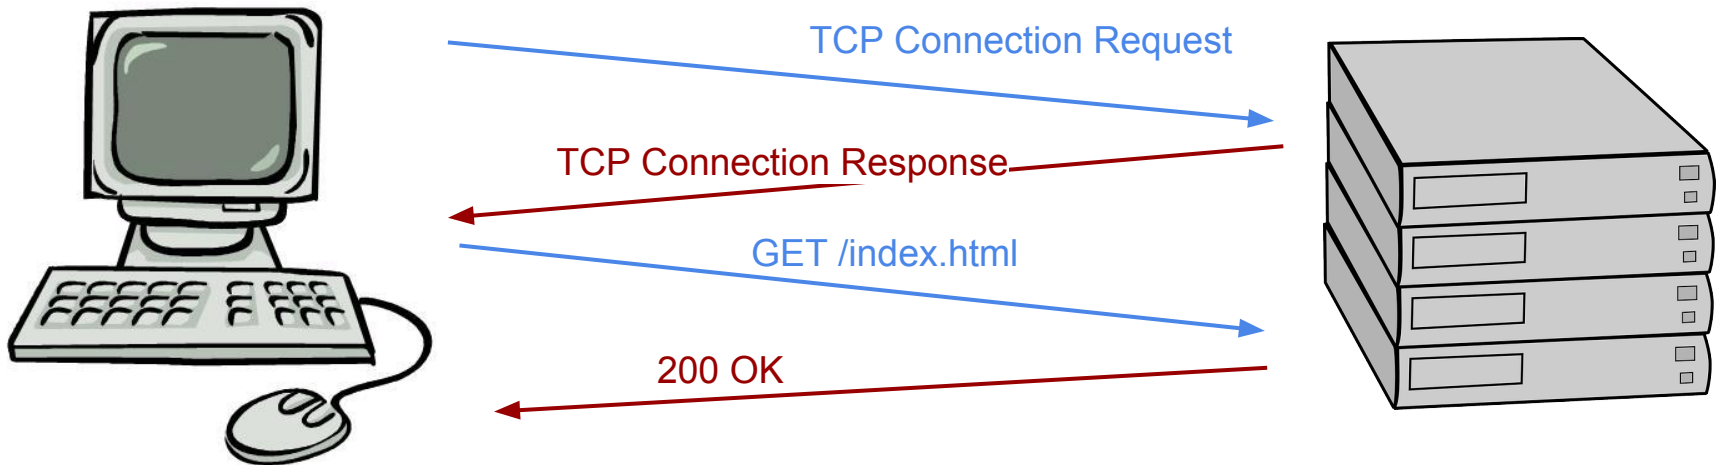 TCP Connection Request
TCP Connection Response
GET /index.html
200 OK